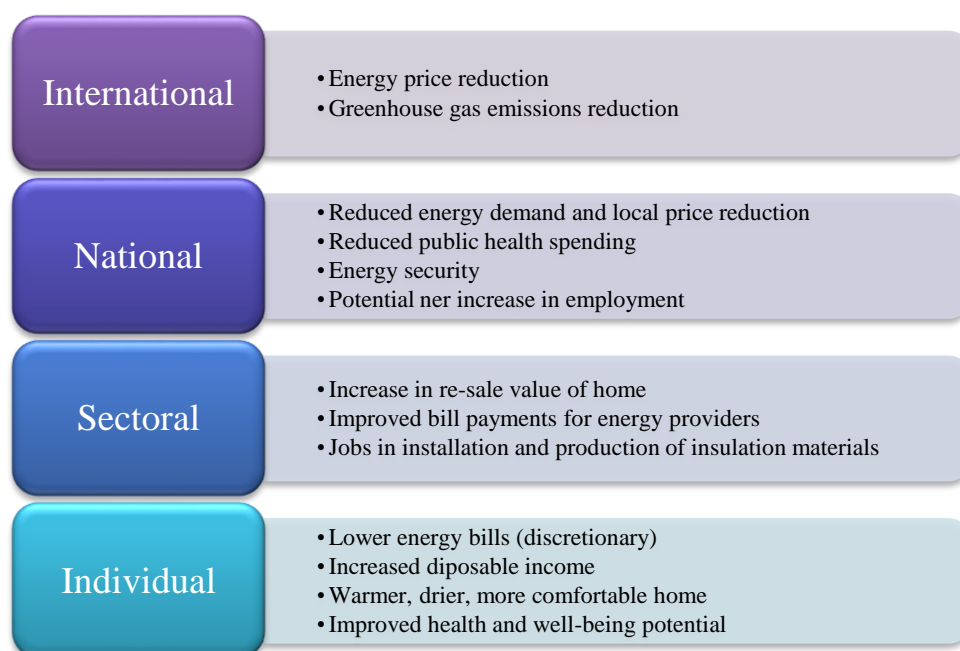 International
• Energy price reduction
• Greenhouse gas emissions reduction
National
• Reduced energy demand and local price reduction
• Reduced public health spending
• Energy security
• Potential ner increase in employment
Sectoral
• Increase in re-sale value of home
• Improved bill payments for energy providers
• Jobs in installation and production of insulation materials
Individual
• Lower energy bills (discretionary)
• Increased diposable income
• Warmer, drier, more comfortable home
• Improved health and well-being potential